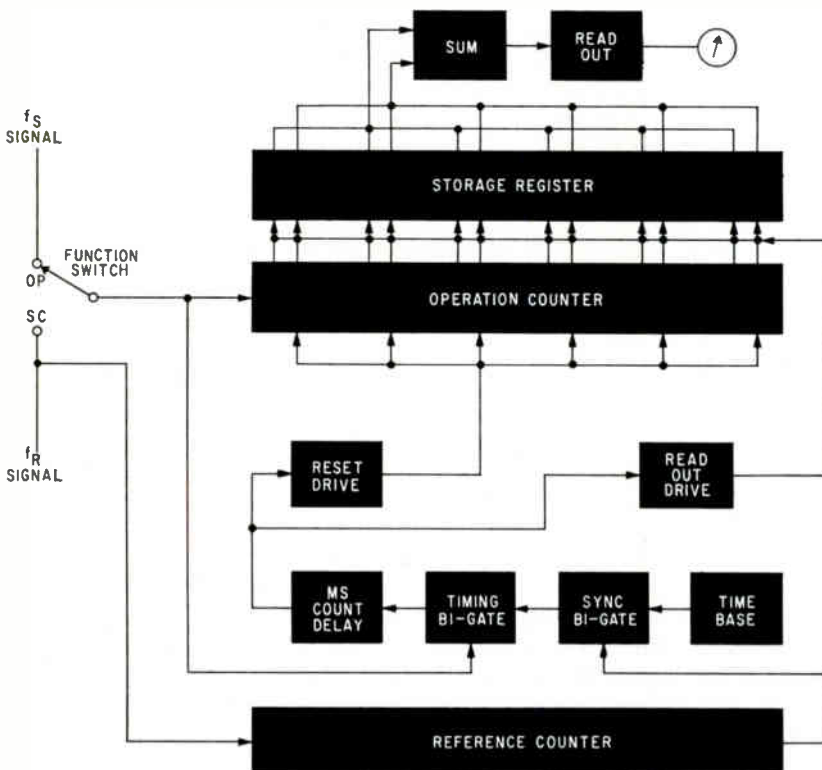 SUM
READ
OUT
fS
SIGNAL
STORAGE REGISTER
FUNCTION
SWITCH
OP
OPERATION COUNTER
SC
fR
SIGNAL
RESET
DRIVE
READ
OUT
DRIVE
MS
COUNT
DELAY
TIMING
BI-GATE
SYNC
BI-GATE
TIME
BASE
REFERENCE COUNTER